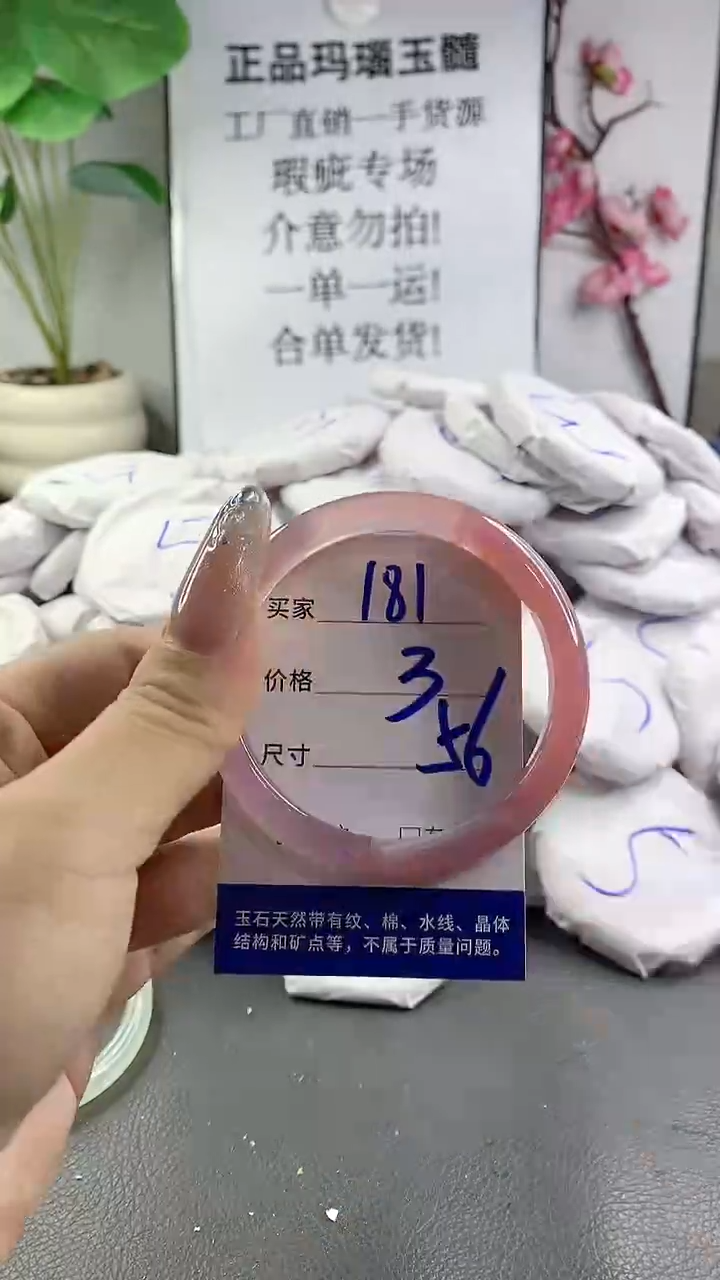 正品玛瑙玉髓
工厂直销一手货源
瑕疵专场
介意勿拍!
一单一运!
合单发货!
买家 181
价格 3
尺寸 56
玉石天然带有纹、棉、水线、晶体
结构和矿点等，不属于质量问题。